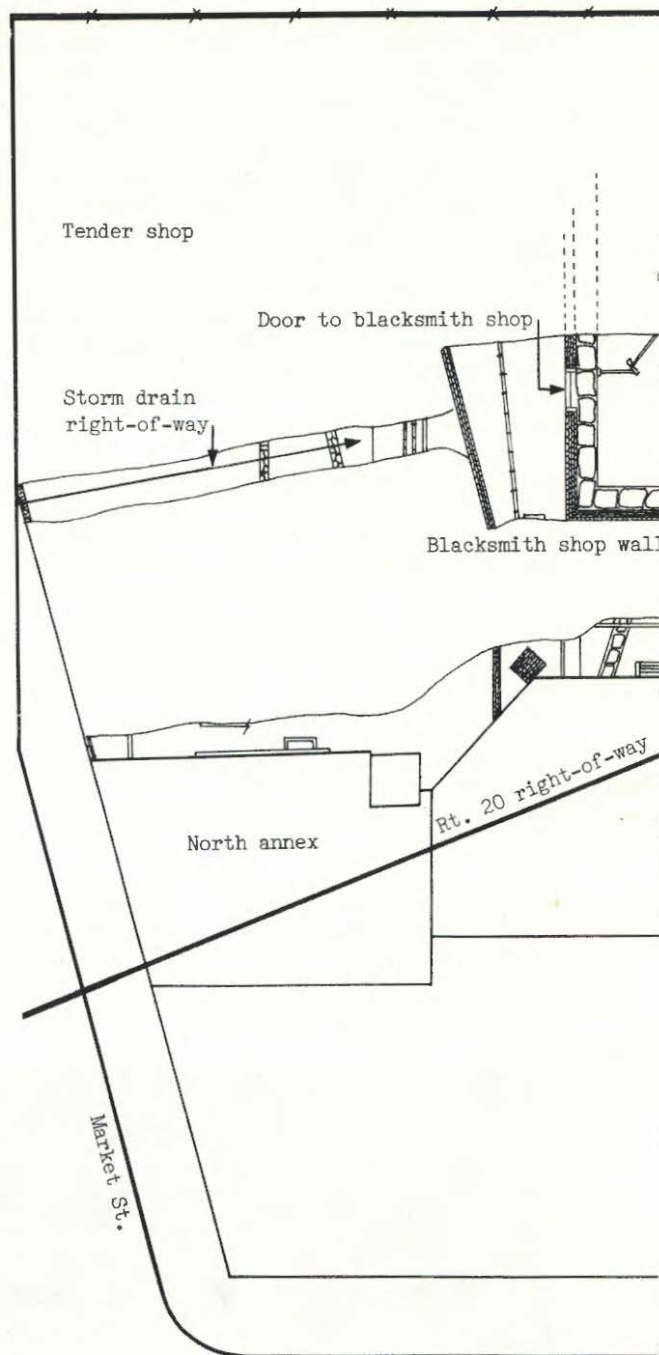 Tender shop
Door to blacksmith shop
Storm drain
right-of-way
Blacksmith shop wall
Rt. 20 right-of-way
North annex
Market St.